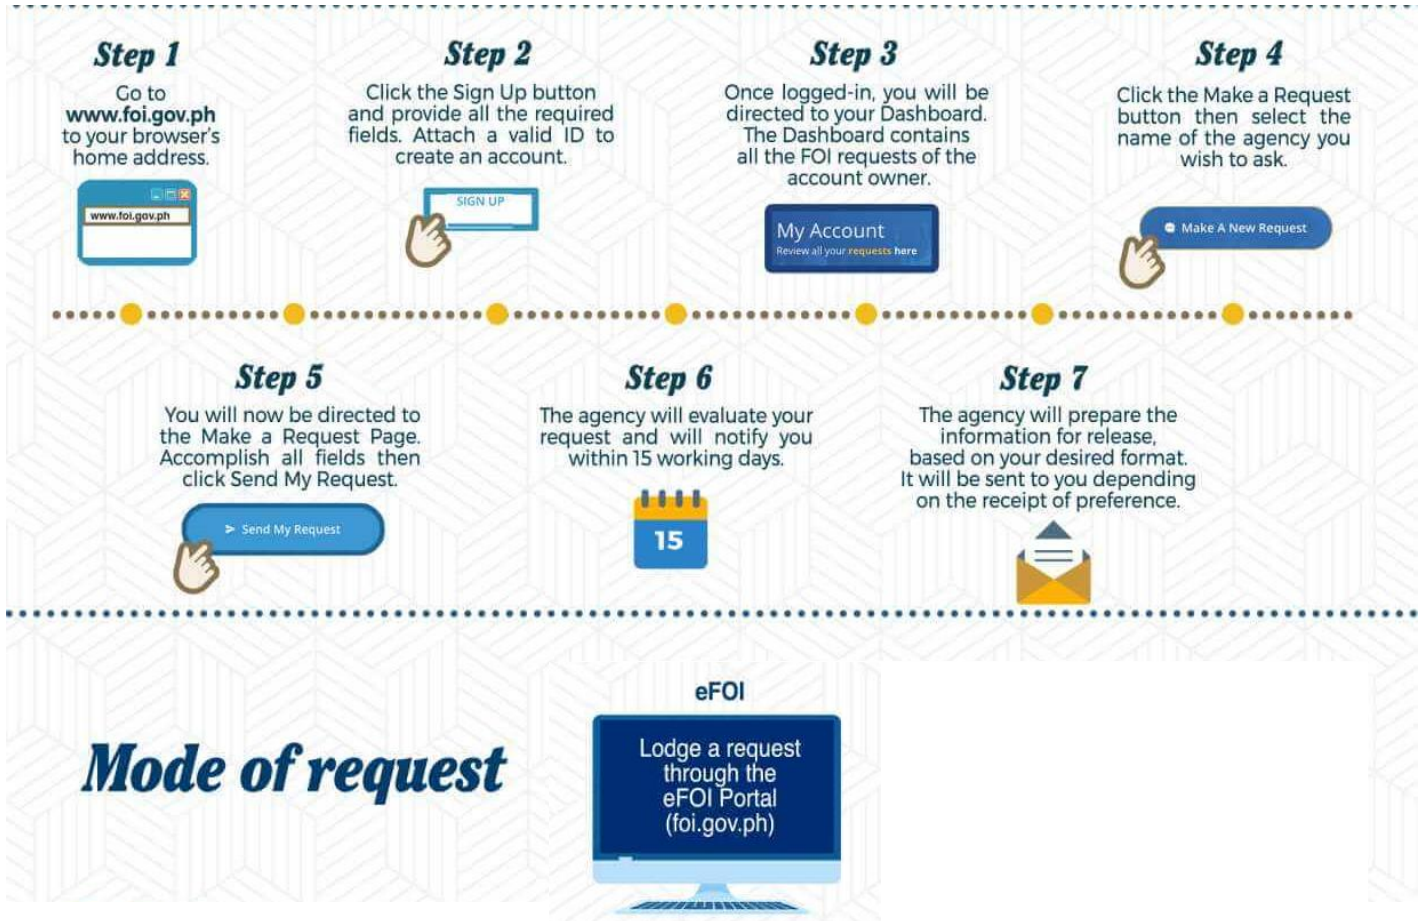 Step 1
Go to
www.foi.gov.ph
to your browser's
home address.
www.foi.gov.ph
Step 2
Click the Sign Up button
and provide all the required
fields. Attach a valid ID to
create an account.
SIGN UP
Step 3
Once logged-in, you will be
directed to your Dashboard.
The Dashboard contains
all the FOI requests of the
account owner.
My Account
Review all your requests here
Step 4
Click the Make a Request
button then select the
name of the agency you
wish to ask.
Make A New Request
Step 5
You will now be directed to
the Make a Request Page.
Accomplish all fields then
click Send My Request.
Send My Request
Step 6
The agency will evaluate your
request and will notify you
within 15 working days.
15
Step 7
The agency will prepare the
information for release,
based on your desired format.
It will be sent to you depending
on the receipt of preference.
Mode of request
eFOI
Lodge a request
through the
eFOI Portal
(foi.gov.ph)